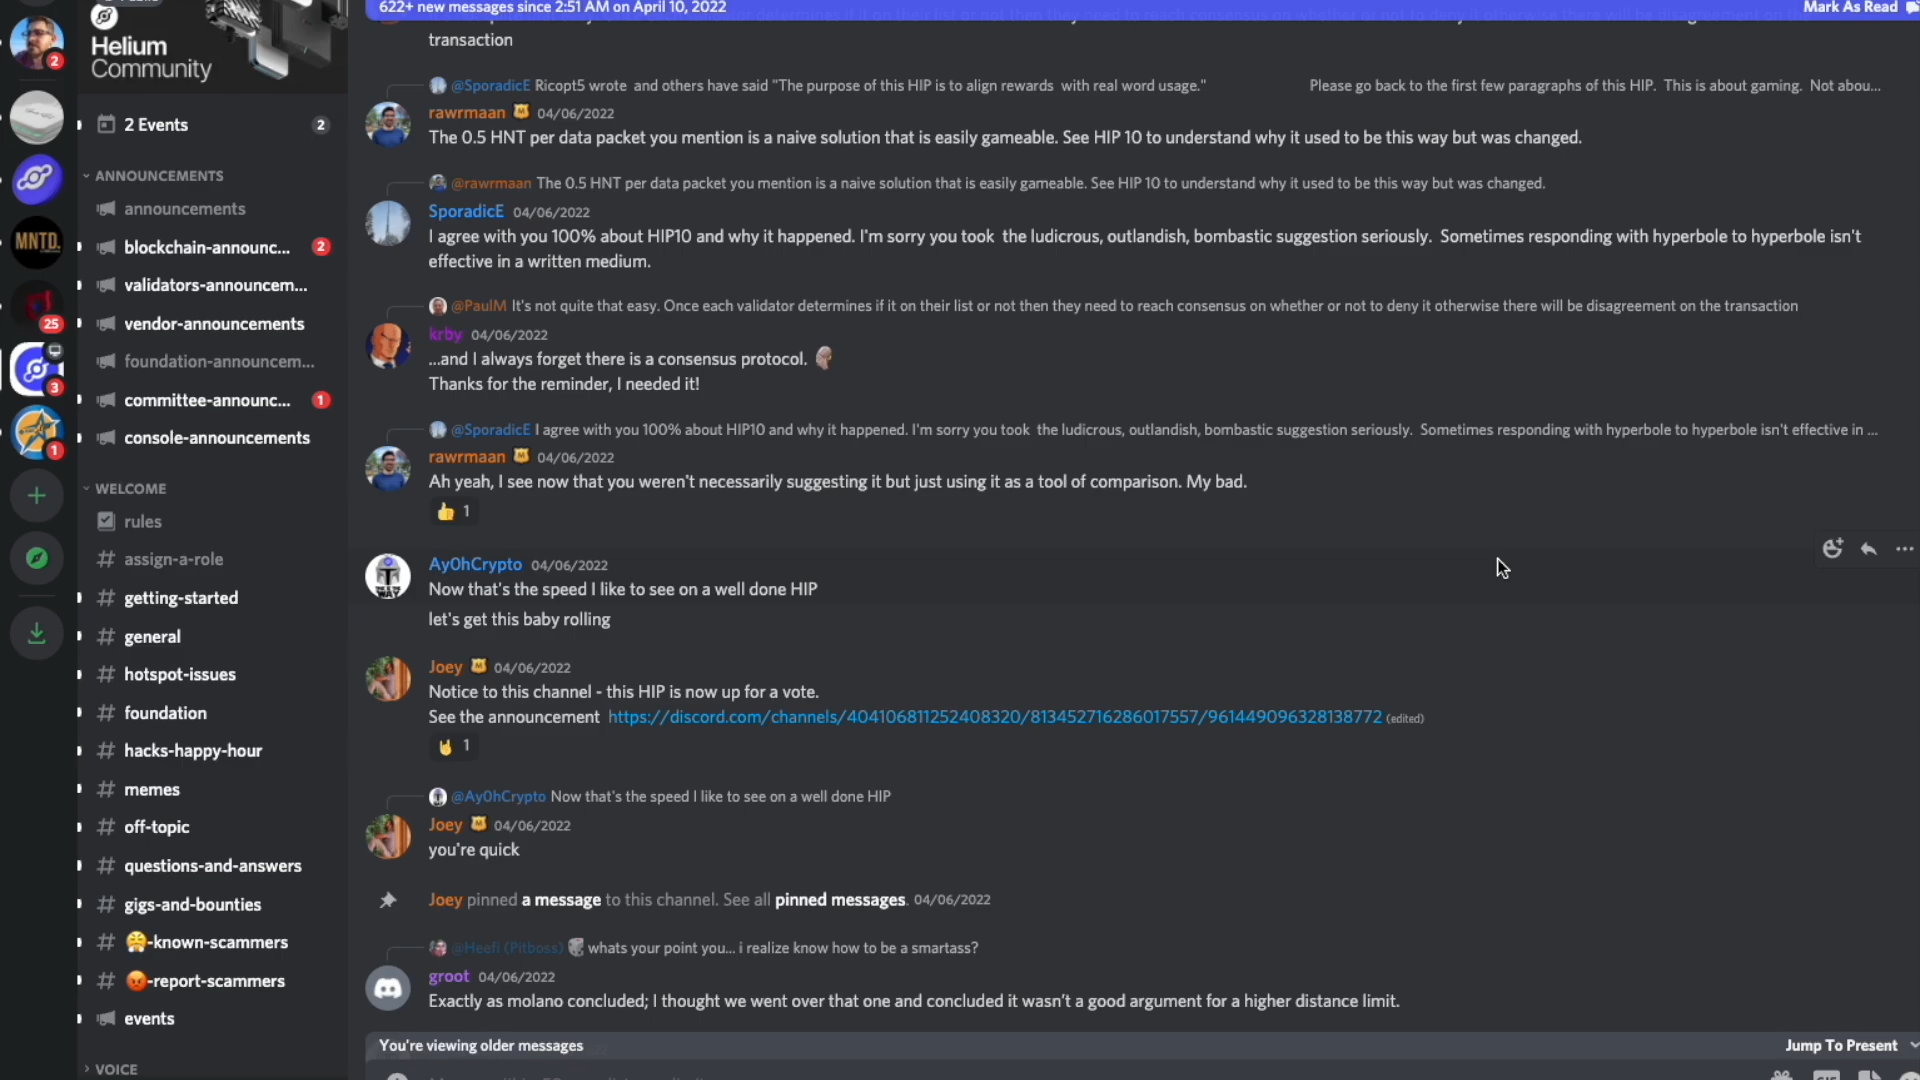 622+ new messages since 2:51 AM on April 10, 2022
Mark As Read
Helium
Community
2 Events
2
ANNOUNCEMENTS
announcements
blockchain-announc...
2
validators-announcem...
vendor-announcements
foundation-announcem...
committee-announc...
1
console-announcements
WELCOME
rules
assign-a-role
getting-started
general
hotspot-issues
foundation
hacks-happy-hour
memes
off-topic
questions-and-answers
gigs-and-bounties
😤-known-scammers
😡-report-scammers
events
VOICE
2
MNTD.
25
3
1
transaction
@SporadicE Ricopt5 wrote and others have said "The purpose of this HIP is to align rewards with real word usage." Please go back to the first few paragraphs of this HIP. This is about gaming. Not abou...
rawrmaan 04/06/2022
The 0.5 HNT per data packet you mention is a naive solution that is easily gameable. See HIP 10 to understand why it used to be this way but was changed.
@rawrmaan The 0.5 HNT per data packet you mention is a naive solution that is easily gameable. See HIP 10 to understand why it used to be this way but was changed.
SporadicE 04/06/2022
I agree with you 100% about HIP10 and why it happened. I'm sorry you took the ludicrous, outlandish, bombastic suggestion seriously. Sometimes responding with hyperbole to hyperbole isn't
effective in a written medium.
@PaulM It's not quite that easy. Once each validator determines if it on their list or not then they need to reach consensus on whether or not to deny it otherwise there will be disagreement on the transaction
krby 04/06/2022
...and I always forget there is a consensus protocol.
Thanks for the reminder, I needed it!
@SporadicE I agree with you 100% about HIP10 and why it happened. I'm sorry you took the ludicrous, outlandish, bombastic suggestion seriously. Sometimes responding with hyperbole to hyperbole isn't effective in ...
rawrmaan 04/06/2022
Ah yeah, I see now that you weren't necessarily suggesting it but just using it as a tool of comparison. My bad.
👍 1
Ay0hCrypto 04/06/2022
Now that's the speed I like to see on a well done HIP
let's get this baby rolling
Joey 04/06/2022
Notice to this channel - this HIP is now up for a vote.
See the announcement https://discord.com/channels/404106811252408320/813452716286017557/961449096328138772 (edited)
🤘 1
@Ay0hCrypto Now that's the speed I like to see on a well done HIP
Joey 04/06/2022
you're quick
Joey pinned a message to this channel. See all pinned messages. 04/06/2022
@Heefi (Pitboss) whats your point you... i realize know how to be a smartass?
groot 04/06/2022
Exactly as molano concluded; I thought we went over that one and concluded it wasn't a good argument for a higher distance limit.
You're viewing older messages
Jump To Present